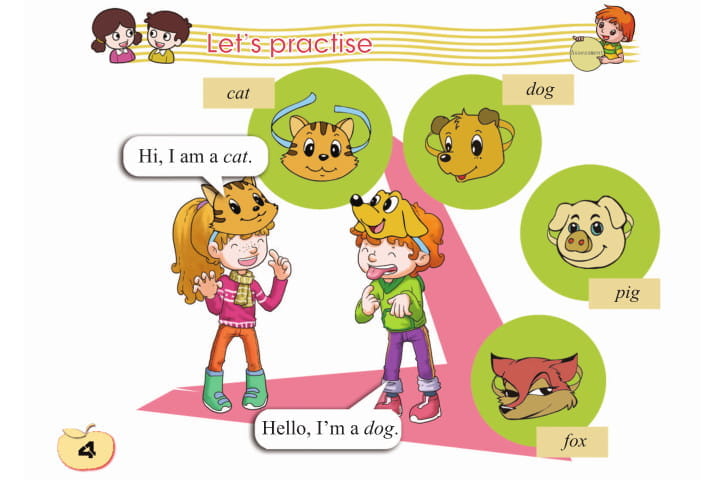 Let's practise
Assessment
cat
dog
Hi, I am a cat.
pig
fox
Hello, I'm a dog.
4